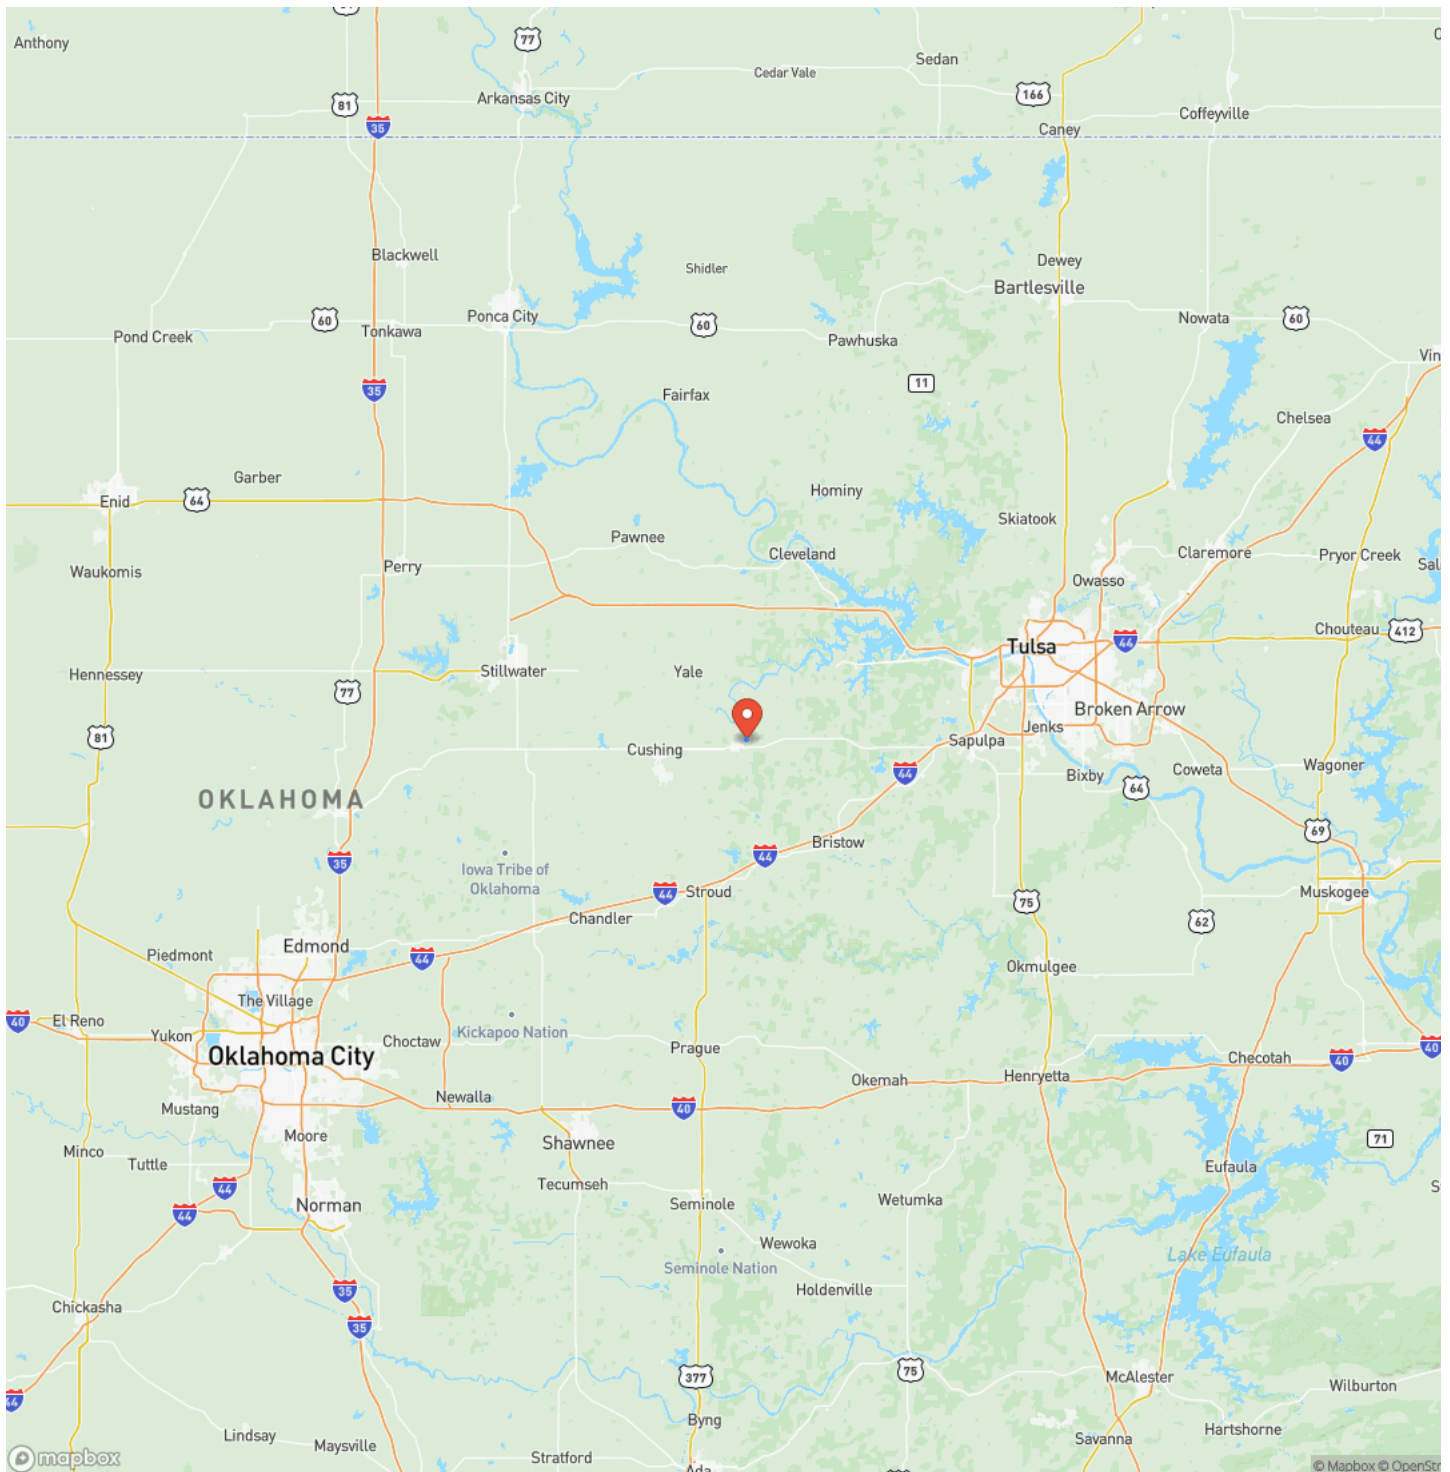 Anthony
77
Sedan
Cedar Vale
Arkansas City
81
166
Coffeyville
35
Caney
Blackwell
Shidler
Dewey
Bartlesville
Ponca City
60
Tonkawa
60
Nowata
60
Pond Creek
Pawhuska
Vin
35
11
Fairfax
Chelsea
44
Garber
Enid
64
Hominy
Skiatook
Pawnee
Cleveland
Claremore
Pryor Creek
Perry
Sal
Waukomis
Owasso
Chouteau
412
Tulsa
44
Stillwater
Yale
Hennessey
77
Broken Arrow
81
Jenks
Sapulpa
Cushing
44
Bixby
Coweta
Wagoner
64
OKLAHOMA
69
Bristow
44
35
Iowa Tribe of
Oklahoma
44
Stroud
Muskogee
75
62
Chandler
Edmond
Piedmont
44
Okmulgee
The Village
40
El Reno
Yukon
Kickapoo Nation
Choctaw
Prague
Oklahoma City
Checotah
40
40
Okemah
Henryetta
Newalla
Mustang
40
Moore
Shawnee
71
Minco
Tuttle
Eufaula
Tecumseh
44
Norman
Seminole
Wetumka
S
44
Wewoka
Lake Eufaula
Seminole Nation
35
Holdenville
Chickasha
35
377
75
McAlester
Wilburton
44
Byng
Hartshorne
Lindsay
Maysville
Savanna
Stratford
mapbox
Ada
© Mapbox © OpenStr